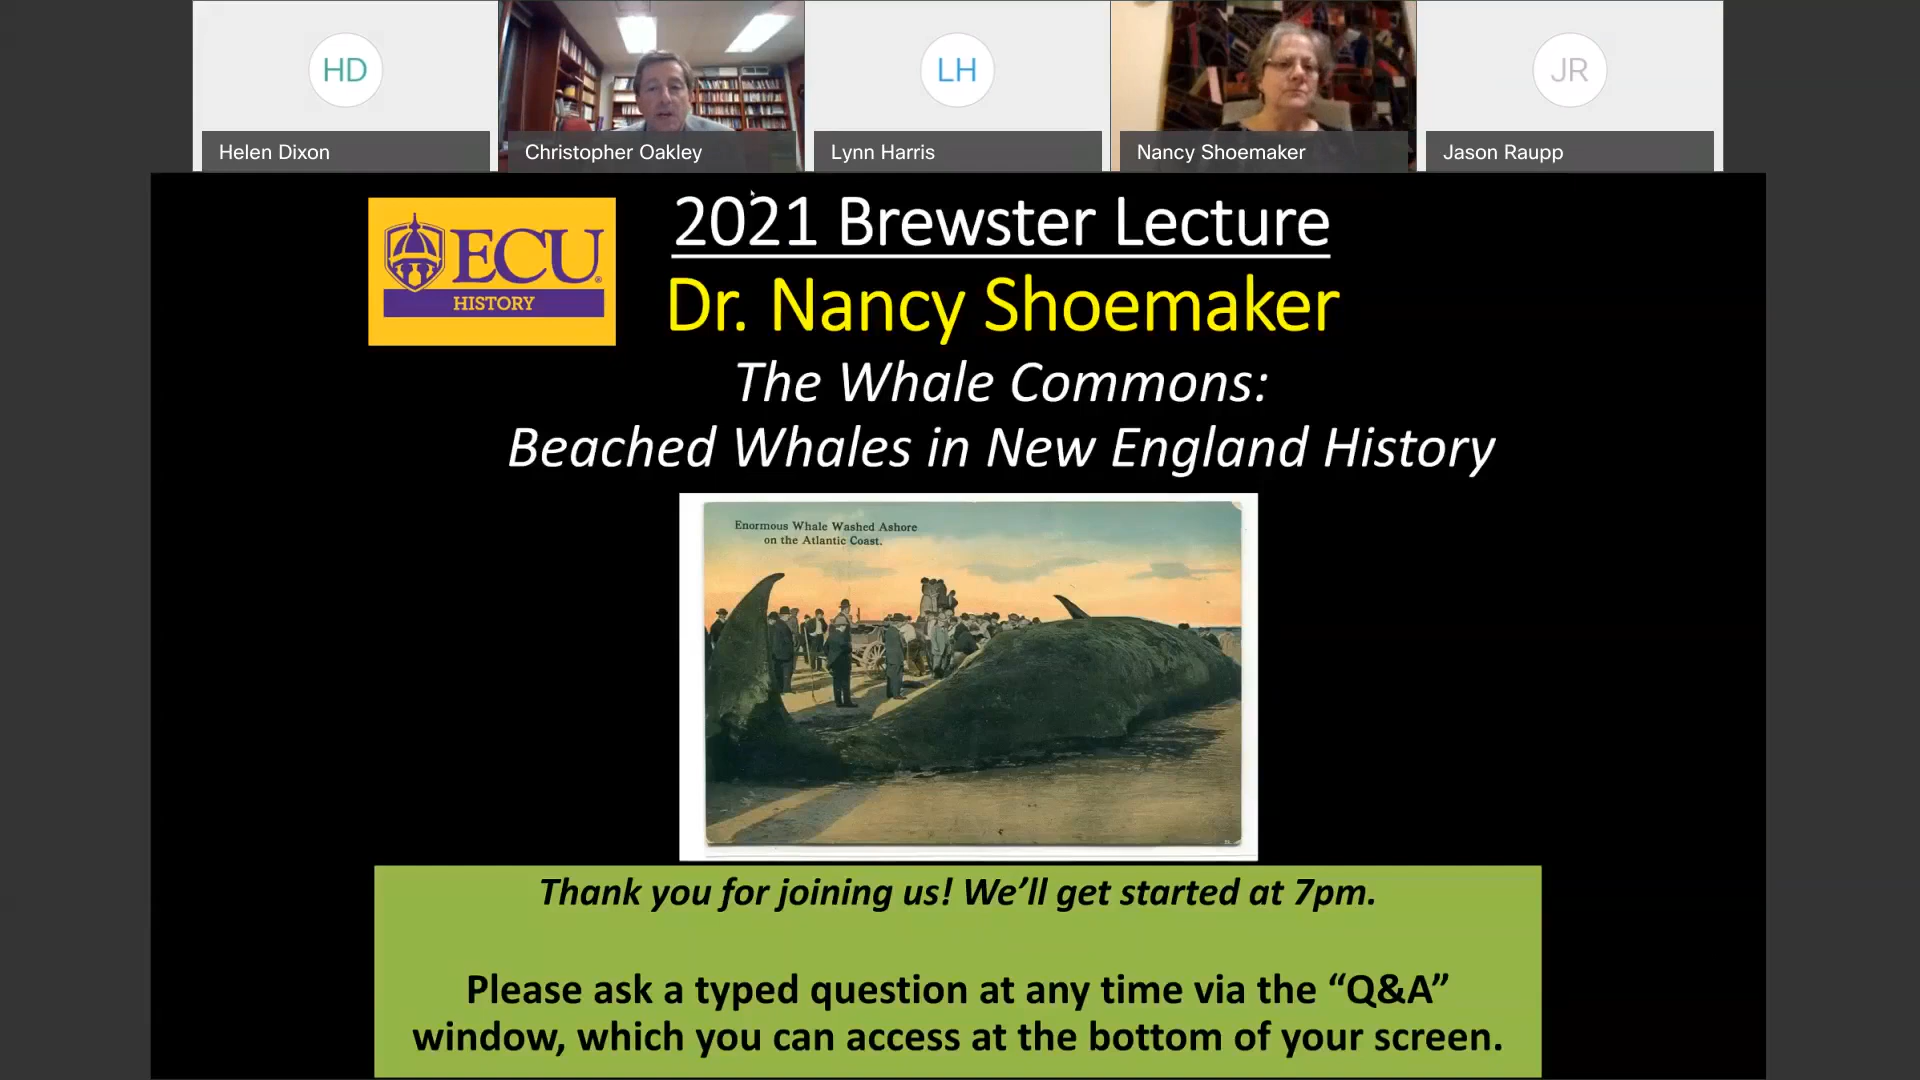 HD
LH
JR
Helen Dixon
Christopher Oakley
Lynn Harris
Nancy Shoemaker
Jason Raupp
ECU®
HISTORY
2021 Brewster Lecture
Dr. Nancy Shoemaker
The Whale Commons:
Beached Whales in New England History
Enormous Whale Washed Ashore
on the Atlantic Coast.
Thank you for joining us! We’ll get started at 7pm.
Please ask a typed question at any time via the “Q&A”
window, which you can access at the bottom of your screen.